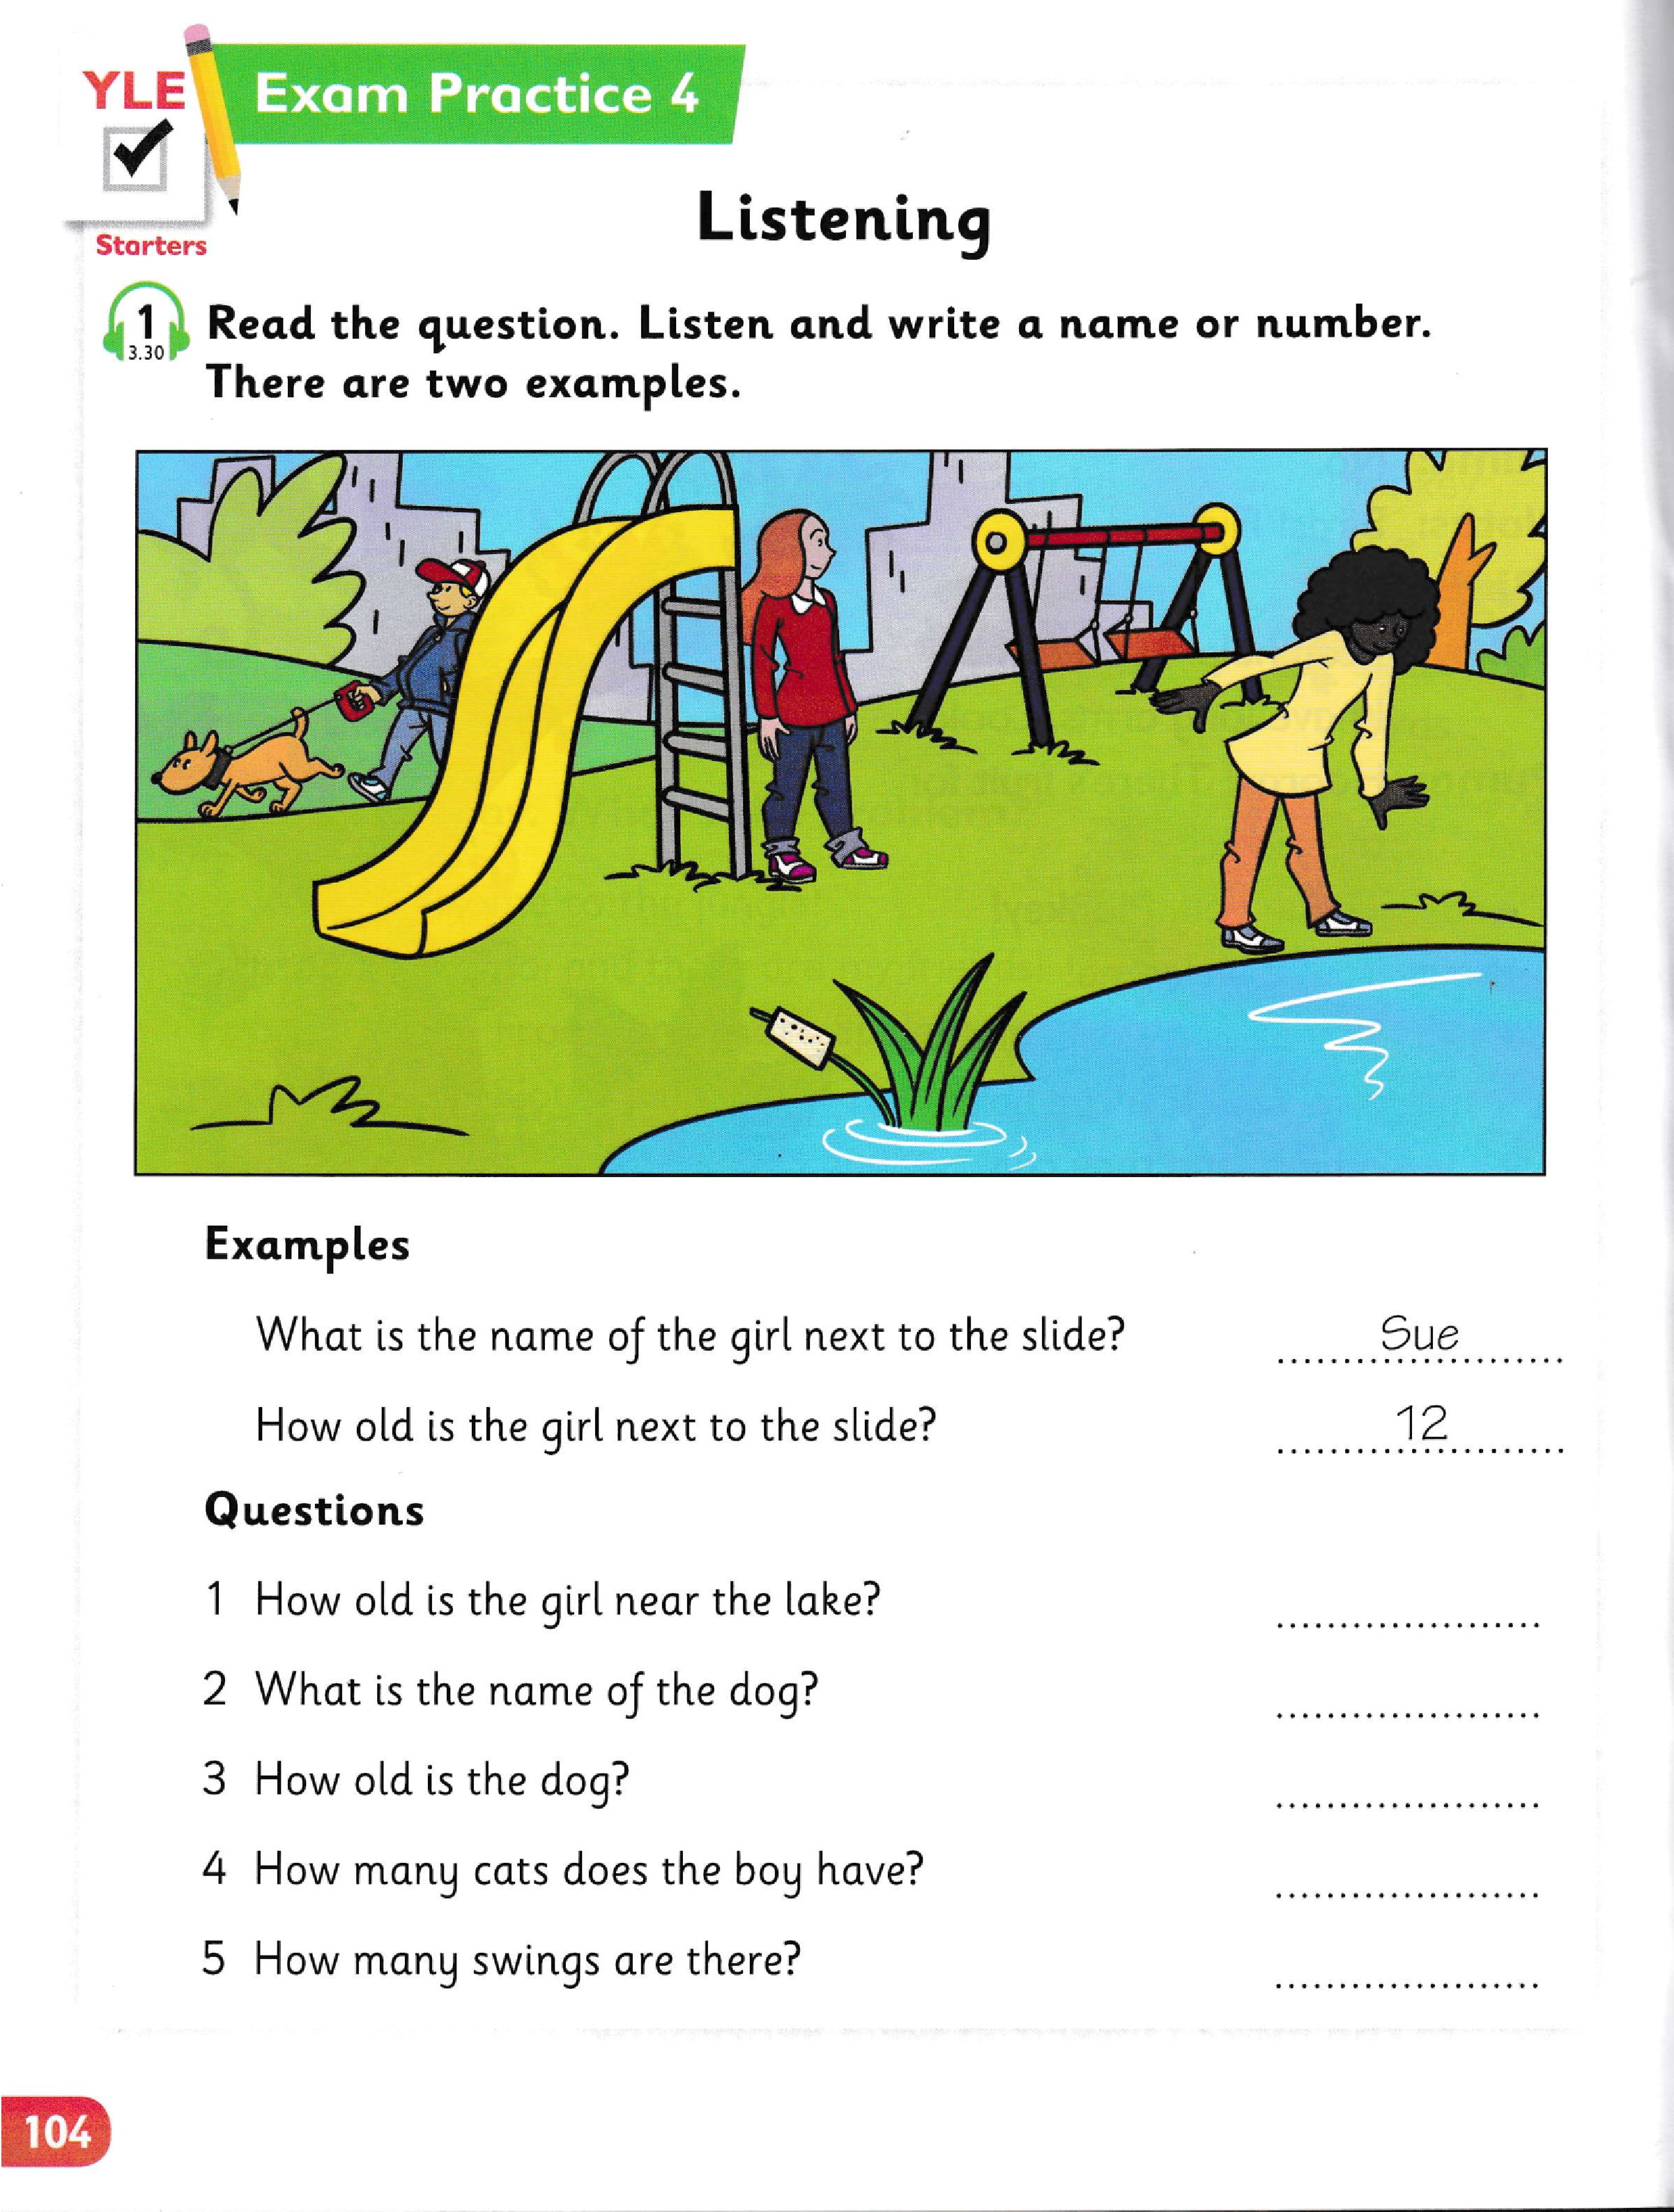 YLE
Exam Practice 4
Starters
Listening
1
3.30
Read the question. Listen and write a name or number.
There are two examples.
Examples
What is the name of the girl next to the slide? Sue
How old is the girl next to the slide? 12
Questions
1 How old is the girl near the lake? .....................
2 What is the name of the dog? .....................
3 How old is the dog? .....................
4 How many cats does the boy have? .....................
5 How many swings are there? .....................
104